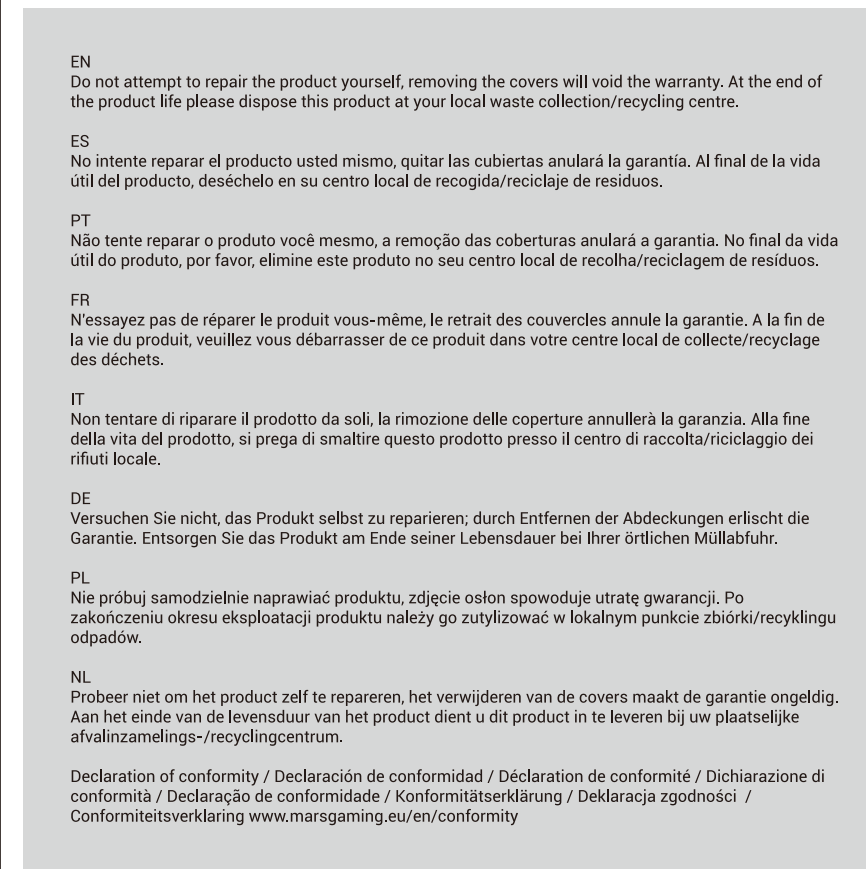 EN
Do not attempt to repair the product yourself, removing the covers will void the warranty. At the end of
the product life please dispose this product at your local waste collection/recycling centre.
ES
No intente reparar el producto usted mismo, quitar las cubiertas anulará la garantía. Al final de la vida
útil del producto, deséchelo en su centro local de recogida/reciclaje de residuos.
PT
Não tente reparar o produto você mesmo, a remoção das coberturas anulará a garantia. No final da vida
útil do produto, por favor, elimine este produto no seu centro local de recolha/reciclagem de resíduos.
FR
N'essayez pas de réparer le produit vous-même, le retrait des couvercles annule la garantie. A la fin de
la vie du produit, veuillez vous débarrasser de ce produit dans votre centre local de collecte/recyclage
des déchets.
IT
Non tentare di riparare il prodotto da soli, la rimozione delle coperture annullerà la garanzia. Alla fine
della vita del prodotto, si prega di smaltire questo prodotto presso il centro di raccolta/riciclaggio dei
rifiuti locale.
DE
Versuchen Sie nicht, das Produkt selbst zu reparieren; durch Entfernen der Abdeckungen erlischt die
Garantie. Entsorgen Sie das Produkt am Ende seiner Lebensdauer bei Ihrer örtlichen Müllabfuhr.
PL
Nie próbuj samodzielnie naprawiać produktu, zdjęcie osłon spowoduje utratę gwarancji. Po
zakończeniu okresu eksploatacji produktu należy go zutylizować w lokalnym punkcie zbiórki/recyklingu
odpadów.
NL
Probeer niet om het product zelf te repareren, het verwijderen van de covers maakt de garantie ongeldig.
Aan het einde van de levensduur van het product dient u dit product in te leveren bij uw plaatselijke
afvalinzamelings-/recyclingcentrum.
Declaration of conformity / Declaración de conformidad / Déclaration de conformité / Dichiarazione di
conformità / Declaração de conformidade / Konformitätserklärung / Deklaracja zgodności /
Conformiteitsverklaring www.marsgaming.eu/en/conformity